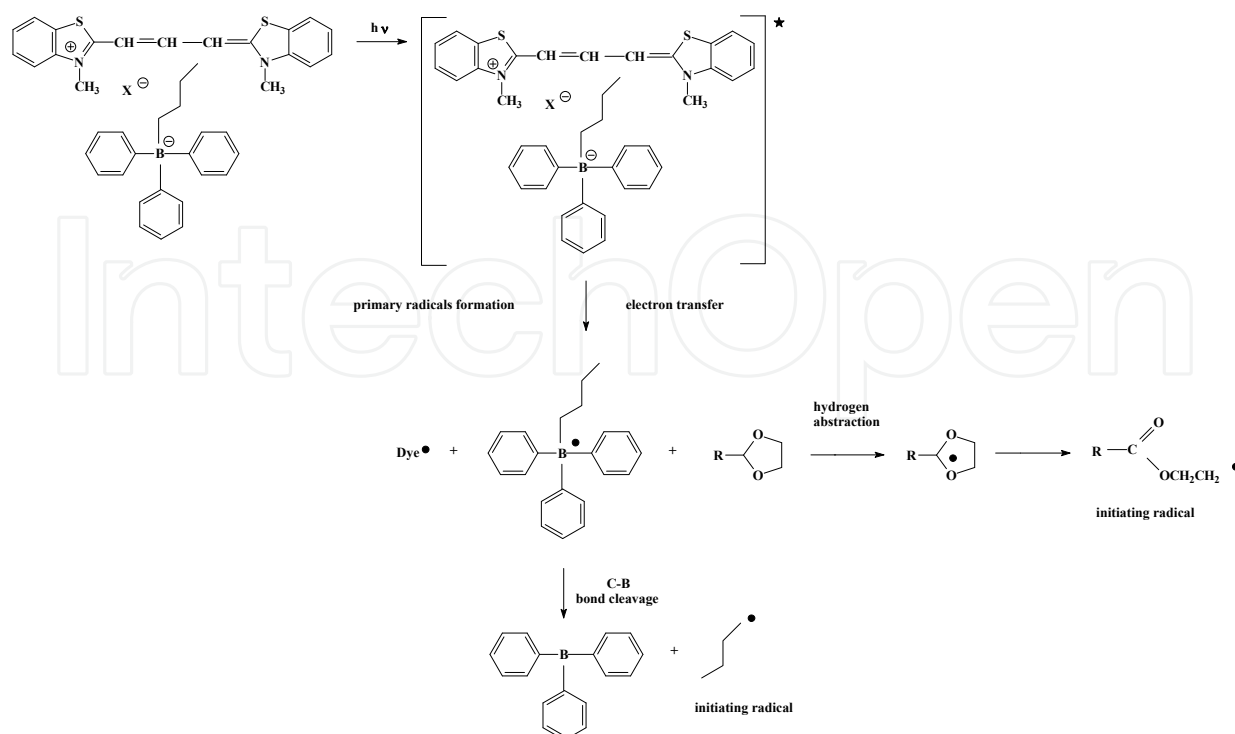 S
S
h ν
S
S
★
CH
CH
CH
CH
CH
CH
⊕
N
N
⊕
N
N
CH₃
X ⊖
CH₃
CH₃
X ⊖
CH₃
B ⊖
B ⊖
IntechOpen
primary radicals formation
electron transfer
Dye●
+
B
●
+
R
O
O
hydrogen
abstraction
R
O
●
O
R
C
O
OCH₂CH₂ ●
initiating radical
C-B
bond cleavage
B
+
●
initiating radical